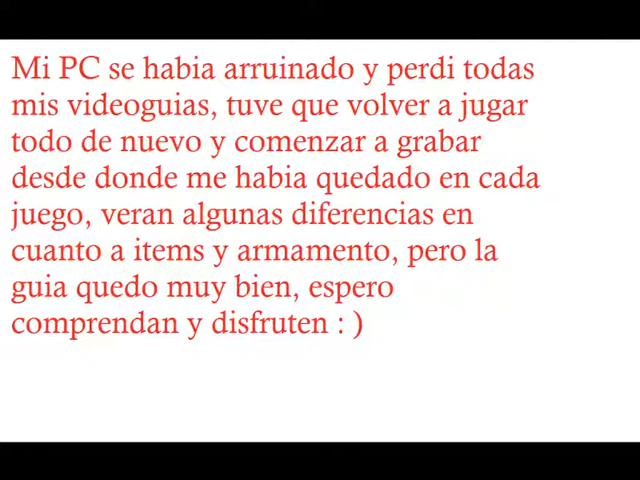 Mi PC se habia arruinado y perdi todas
mis videoguias, tuve que volver a jugar
todo de nuevo y comenzar a grabar
desde donde me habia quedado en cada
juego, veran algunas diferencias en
cuanto a items y armamento, pero la
guia quedo muy bien, espero
comprendan y disfruten : )